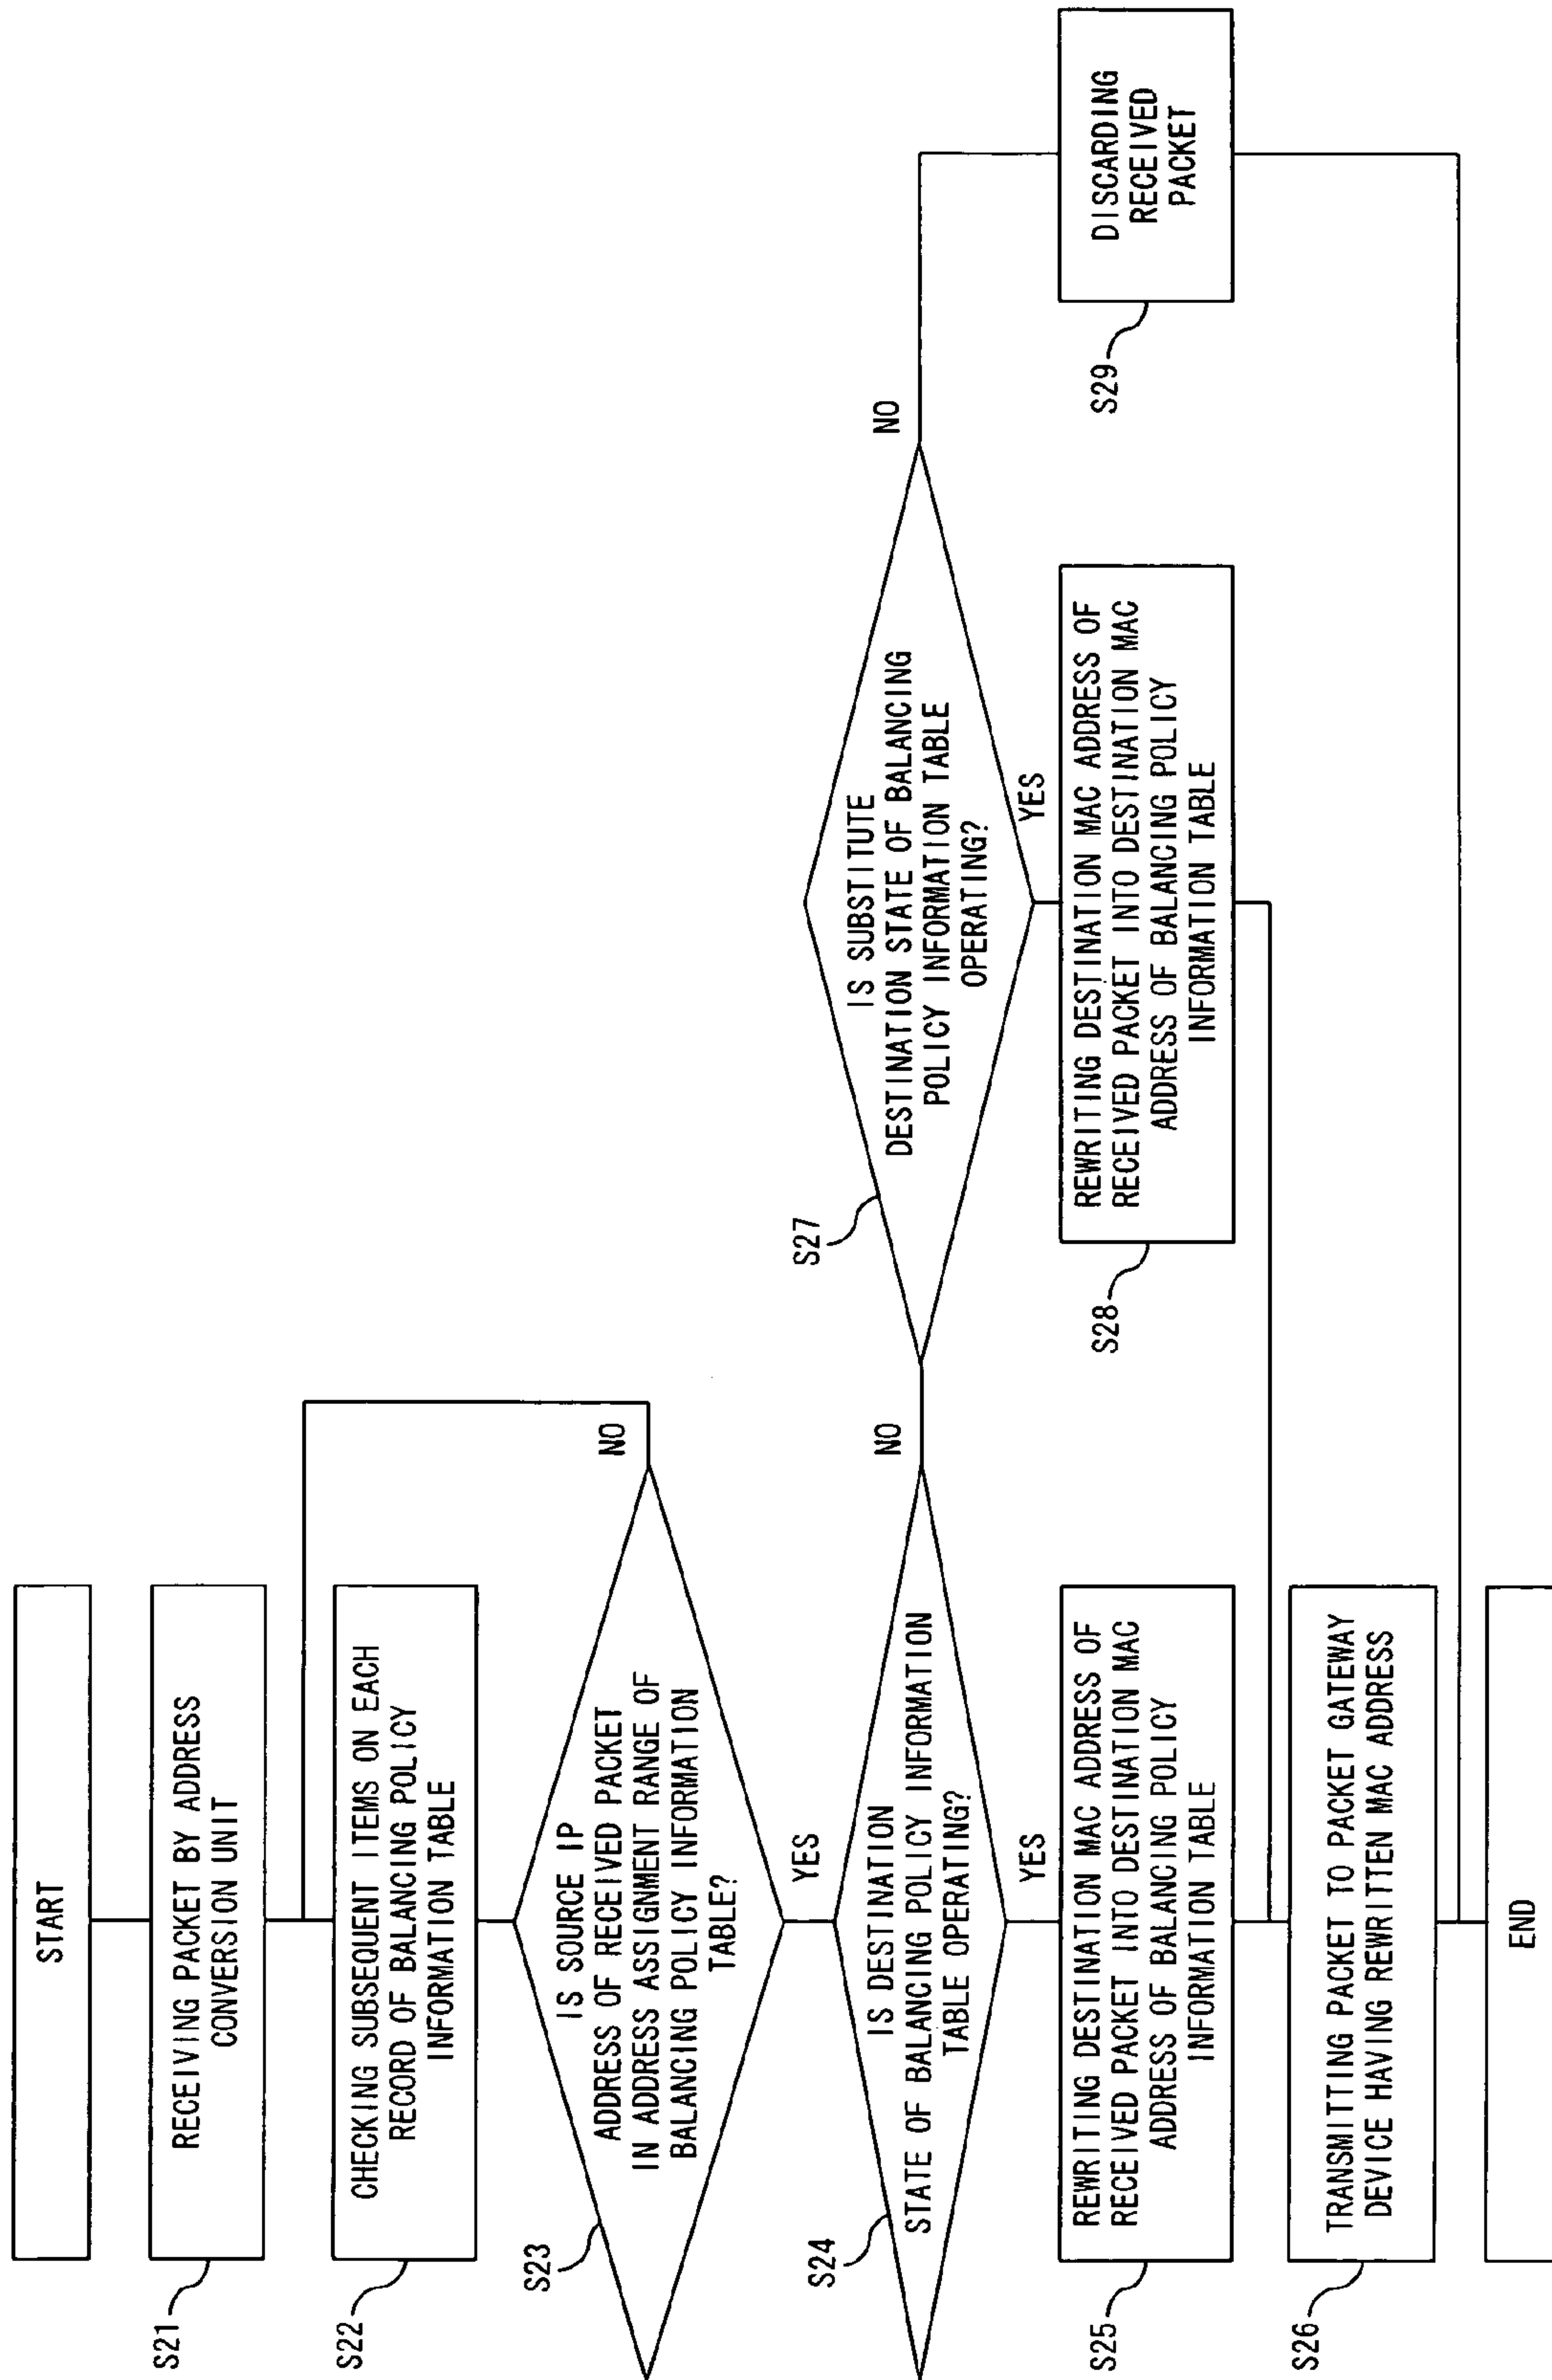 START
S21
RECEIVING PACKET BY ADDRESS
CONVERSION UNIT
S22
CHECKING SUBSEQUENT ITEMS ON EACH
RECORD OF BALANCING POLICY
INFORMATION TABLE
S23
IS SOURCE IP
ADDRESS OF RECEIVED PACKET
IN ADDRESS ASSIGNMENT RANGE OF
BALANCING POLICY INFORMATION
TABLE?
NO
YES
S24
IS DESTINATION
STATE OF BALANCING POLICY INFORMATION
TABLE OPERATING?
NO
YES
S27
IS SUBSTITUTE
DESTINATION STATE OF BALANCING
POLICY INFORMATION TABLE
OPERATING?
NO
YES
S25
REWRITING DESTINATION MAC ADDRESS OF
RECEIVED PACKET INTO DESTINATION MAC
ADDRESS OF BALANCING POLICY
INFORMATION TABLE
S28
REWRITING DESTINATION MAC ADDRESS OF
RECEIVED PACKET INTO DESTINATION MAC
ADDRESS OF BALANCING POLICY
INFORMATION TABLE
S29
DISCARDING
RECEIVED
PACKET
S26
TRANSMITTING PACKET TO PACKET GATEWAY
DEVICE HAVING REWRITTEN MAC ADDRESS
END